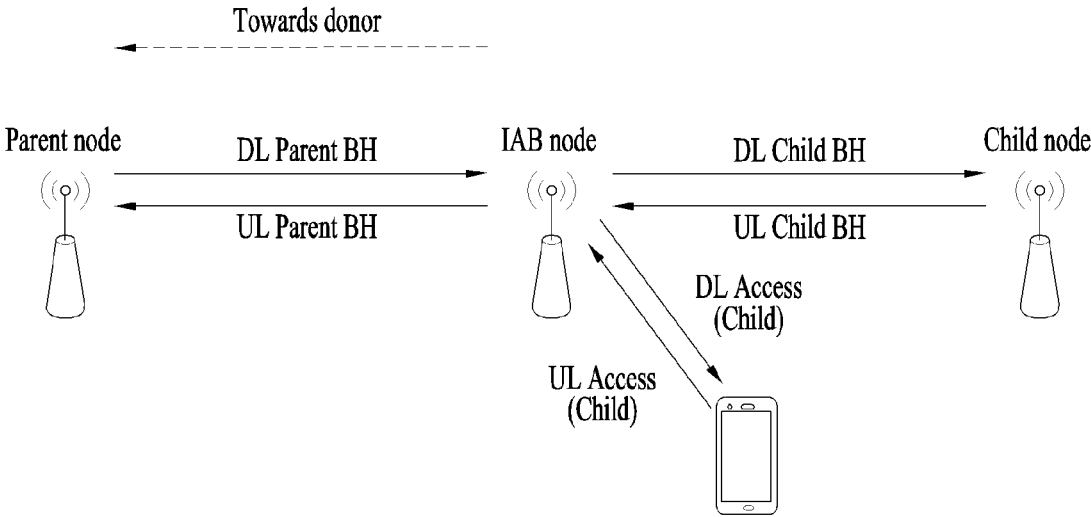 Towards donor
Parent node
DL Parent BH
IAB node
DL Child BH
Child node
UL Parent BH
UL Child BH
DL Access
(Child)
UL Access
(Child)